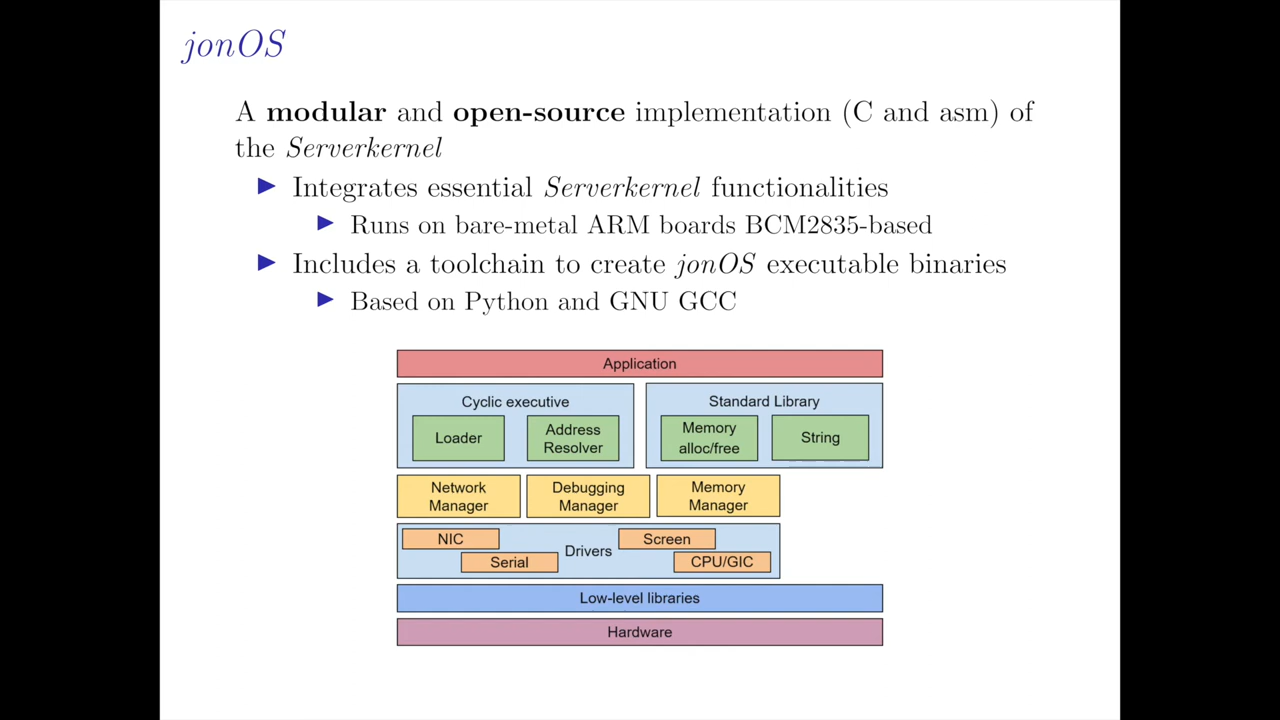 jonOS
A modular and open-source implementation (C and asm) of
the Serverkernel
Integrates essential Serverkernel functionalities
Runs on bare-metal ARM boards BCM2835-based
Includes a toolchain to create jonOS executable binaries
Based on Python and GNU GCC
Application
Cyclic executive
Loader
Address
Resolver
Standard Library
Memory
alloc/free
String
Network
Manager
Debugging
Manager
Memory
Manager
NIC
Serial
Drivers
Screen
CPU/GIC
Low-level libraries
Hardware